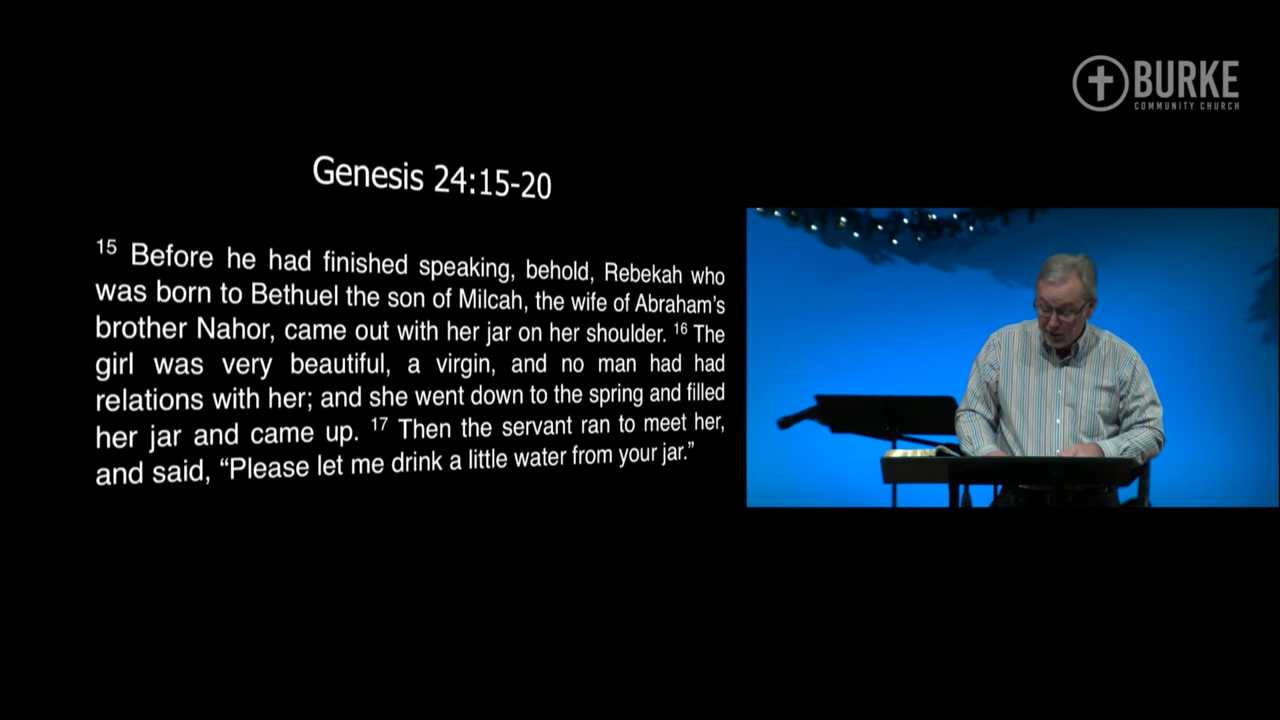 BURKE
COMMUNITY CHURCH
Genesis 24:15-20
15 Before he had finished speaking, behold, Rebekah who
was born to Bethuel the son of Milcah, the wife of Abraham’s
brother Nahor, came out with her jar on her shoulder. 16 The
girl was very beautiful, a virgin, and no man had had
relations with her; and she went down to the spring and filled
her jar and came up. 17 Then the servant ran to meet her,
and said, “Please let me drink a little water from your jar.”